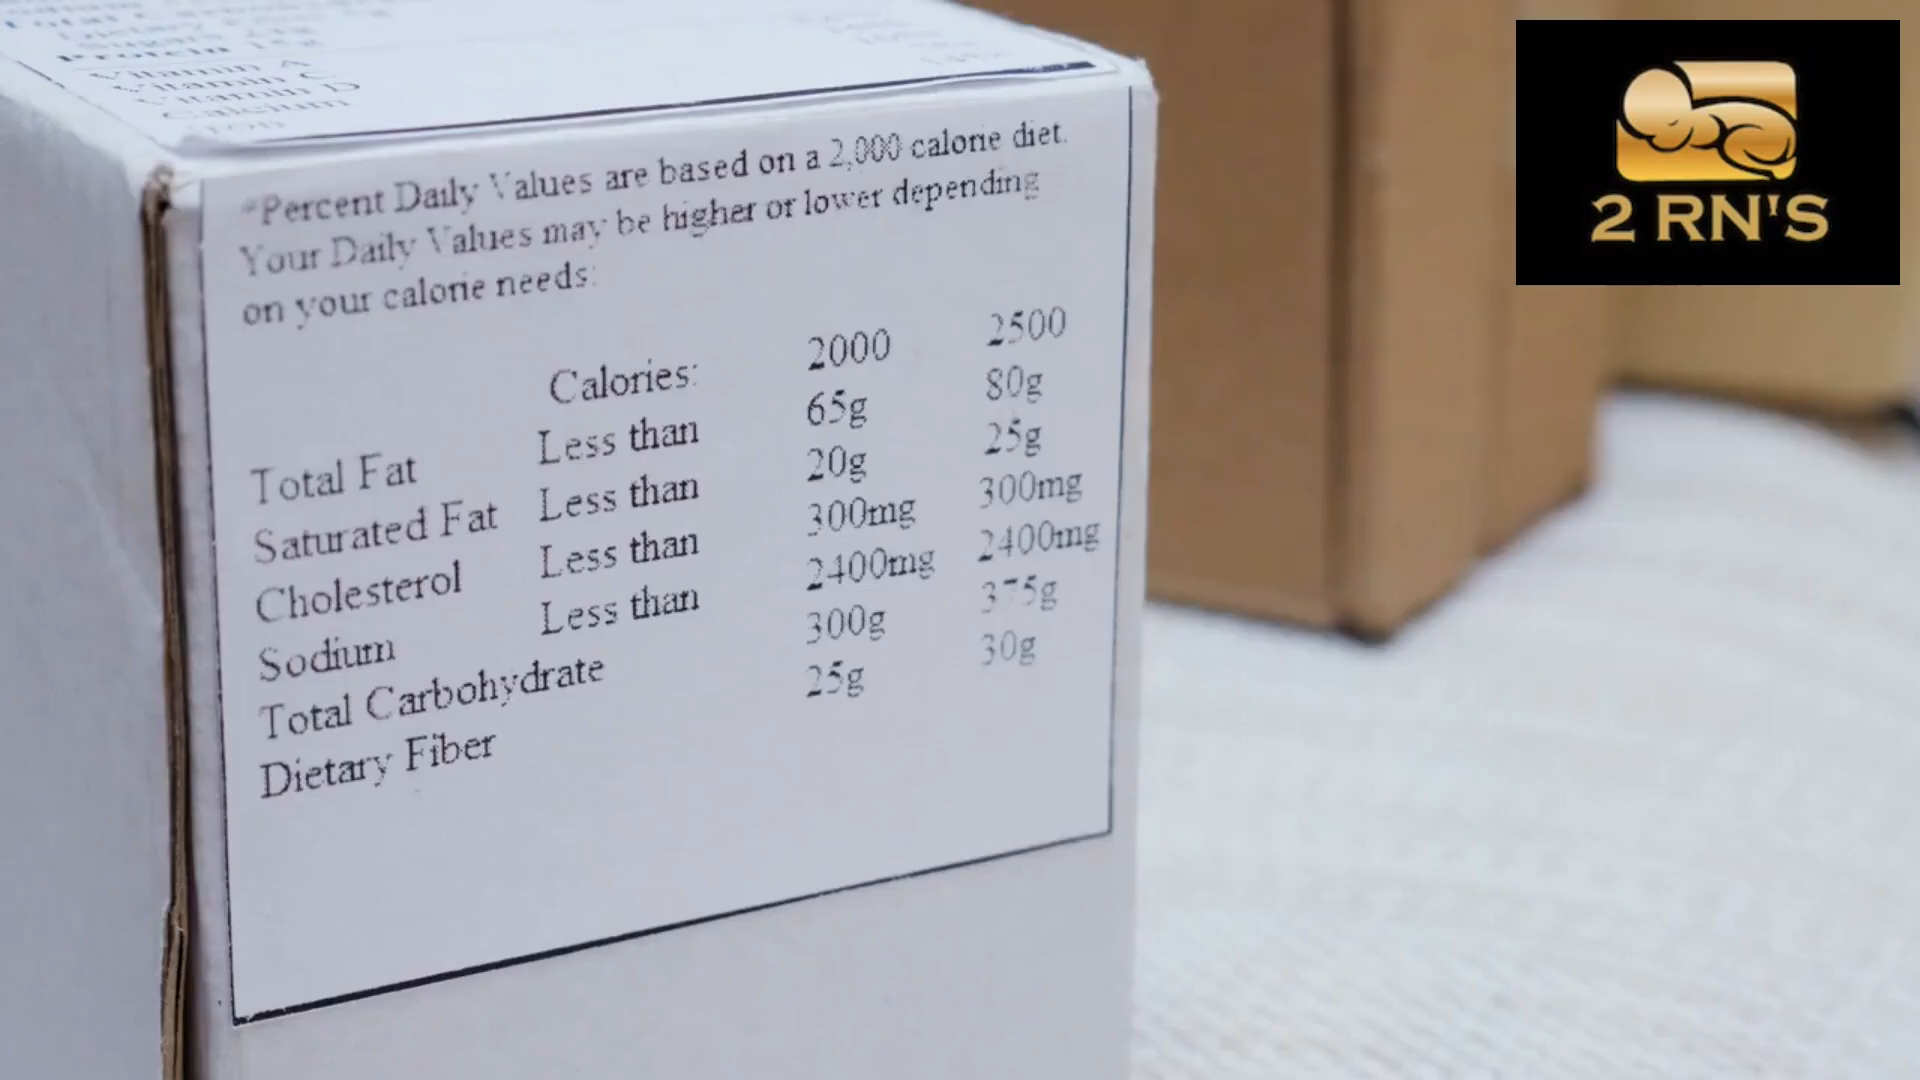 Protein
Vitamin A
Vitamin C
Vitamin D
Calcium
*Percent Daily Values are based on a 2,000 calorie diet.
Your Daily Values may be higher or lower depending
on your calorie needs:
Calories: 2000 2500
Total Fat Less than 65g 80g
Saturated Fat Less than 20g 25g
Cholesterol Less than 300mg 300mg
Sodium Less than 2400mg 2400mg
Total Carbohydrate 300g 375g
Dietary Fiber 25g 30g
2 RN'S